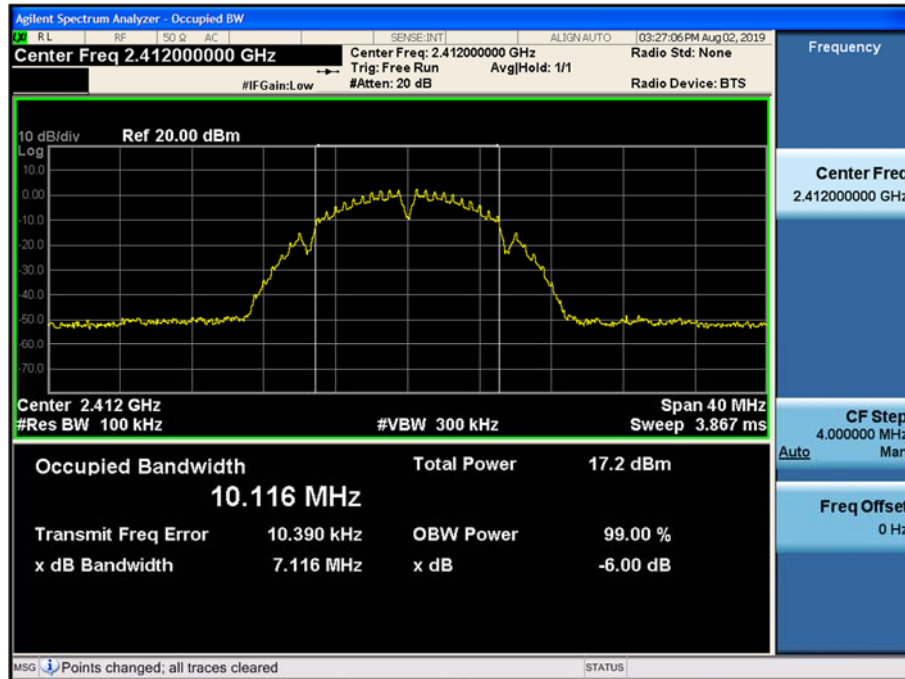 Agilent Spectrum Analyzer - Occupied BW
LXI RL RF 50 Ω AC SENSE:INT ALIGN AUTO 03:27:06 PM Aug 02, 2019
Center Freq 2.412000000 GHz
Center Freq: 2.412000000 GHz
Radio Std: None
Trig: Free Run Avg|Hold: 1/1
#IFGain:Low
#Atten: 20 dB
Radio Device: BTS
10 dB/div Ref 20.00 dBm
Log
10.0
0.00
-10.0
-20.0
-30.0
-40.0
-50.0
-60.0
-70.0
Center 2.412 GHz
Span 40 MHz
#Res BW 100 kHz
#VBW 300 kHz
Sweep 3.867 ms
Occupied Bandwidth
Total Power 17.2 dBm
10.116 MHz
Transmit Freq Error 10.390 kHz
OBW Power 99.00 %
x dB Bandwidth 7.116 MHz
x dB -6.00 dB
Frequency
Center Freq
2.412000000 GHz
CF Step
4.000000 MHz
Auto Man
Freq Offset
0 Hz
MSG Points changed; all traces cleared
STATUS